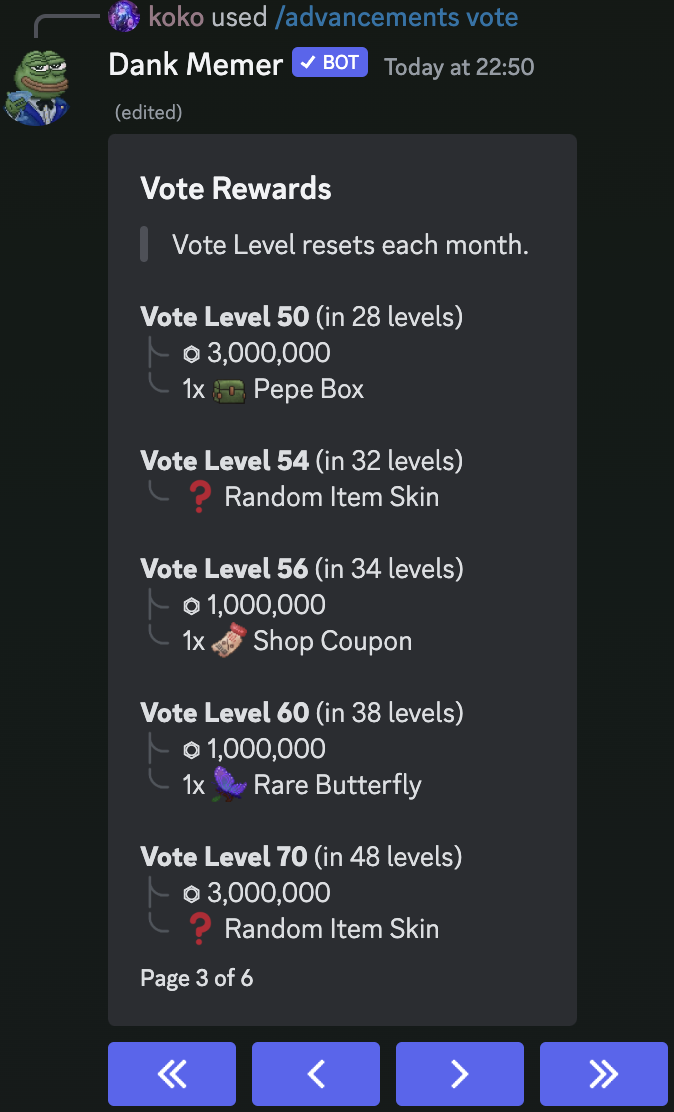 koko used /advancements vote
Dank Memer ✓ BOT Today at 22:50
(edited)
Vote Rewards
Vote Level resets each month.
Vote Level 50 (in 28 levels)
3,000,000
1x Pepe Box
Vote Level 54 (in 32 levels)
❓ Random Item Skin
Vote Level 56 (in 34 levels)
1,000,000
1x Shop Coupon
Vote Level 60 (in 38 levels)
1,000,000
1x Rare Butterfly
Vote Level 70 (in 48 levels)
3,000,000
❓ Random Item Skin
Page 3 of 6